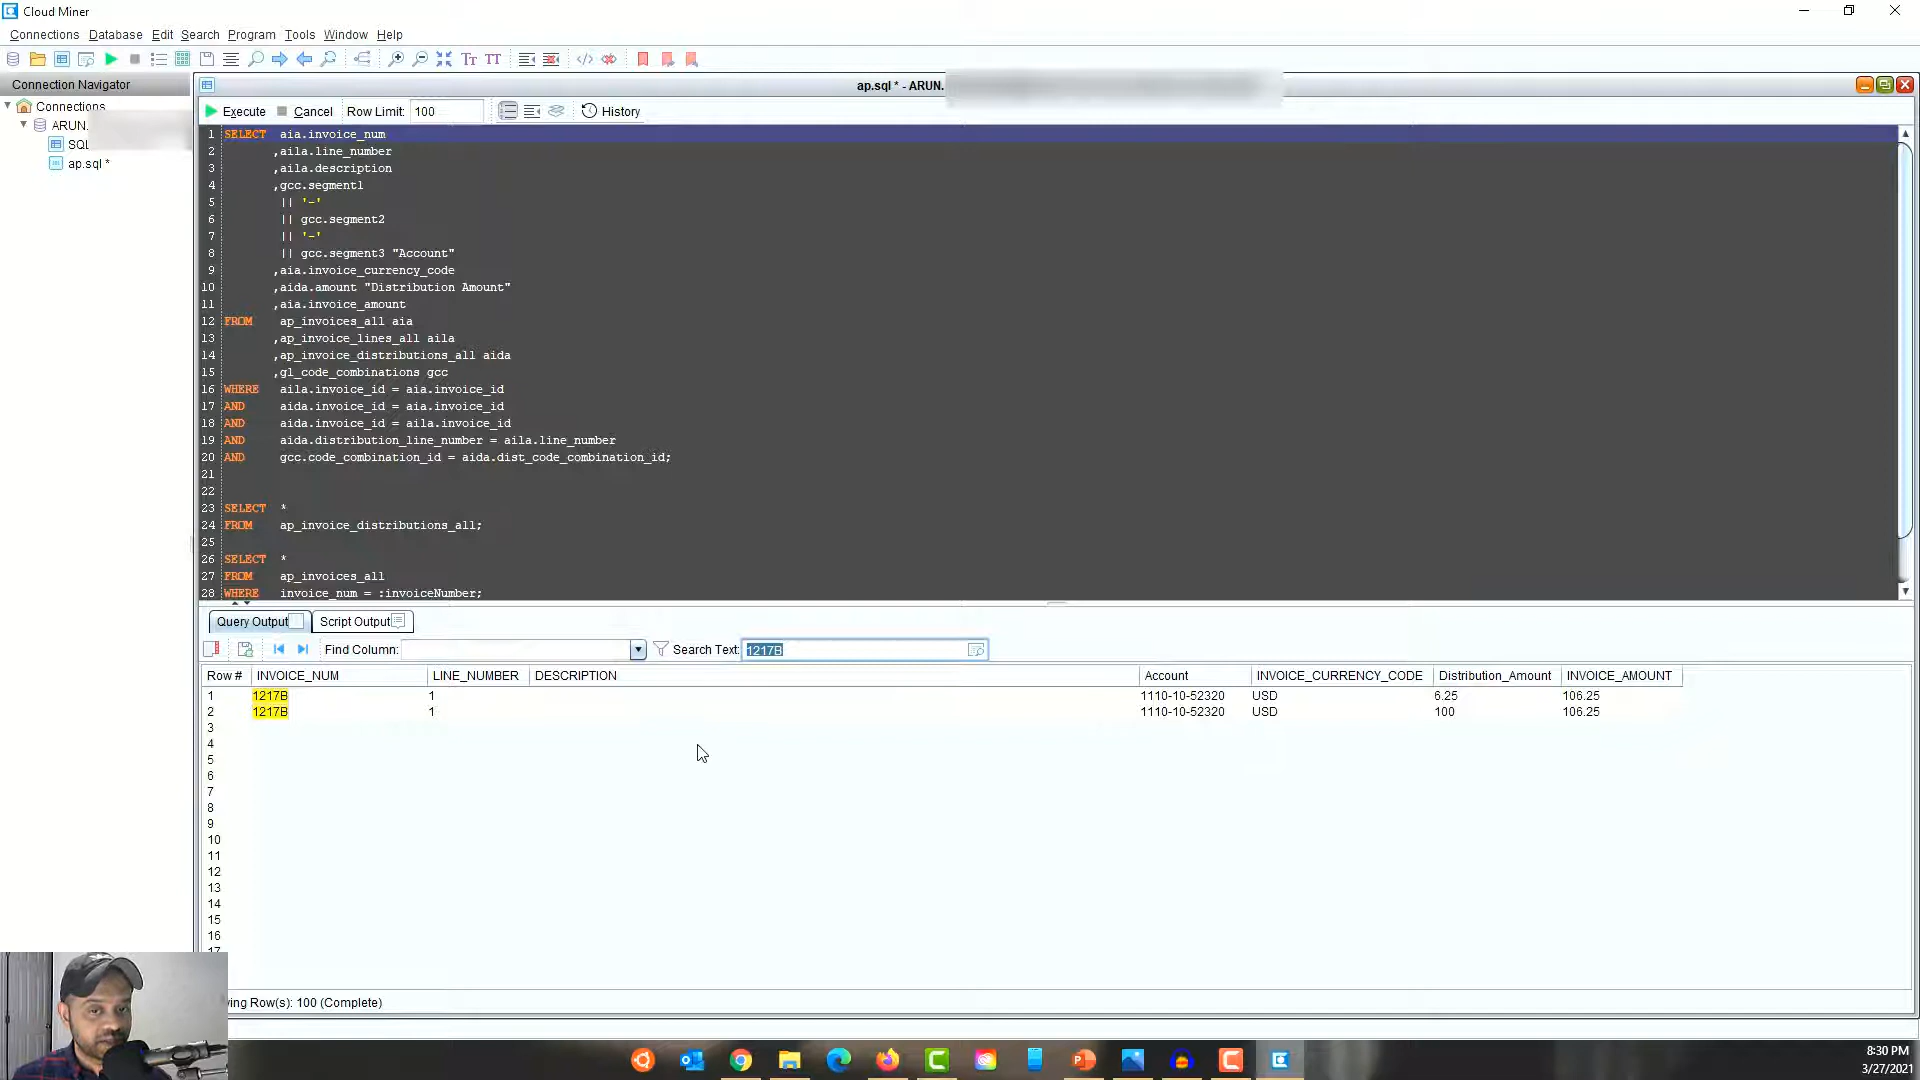 Cloud Miner
Connections Database Edit Search Program Tools Window Help
Connection Navigator
Connections
ARUN.
SQL
ap.sql *
ap.sql * - ARUN.
Execute Cancel Row Limit: 100 History
1 SELECT aia.invoice_num
2 ,aila.line_number
3 ,aila.description
4 ,gcc.segment1
5 || '-'
6 || gcc.segment2
7 || '-'
8 || gcc.segment3 "Account"
9 ,aia.invoice_currency_code
10 ,aida.amount "Distribution Amount"
11 ,aia.invoice_amount
12 FROM ap_invoices_all aia
13 ,ap_invoice_lines_all aila
14 ,ap_invoice_distributions_all aida
15 ,gl_code_combinations gcc
16 WHERE aila.invoice_id = aia.invoice_id
17 AND aida.invoice_id = aia.invoice_id
18 AND aida.invoice_id = aila.invoice_id
19 AND aida.distribution_line_number = aila.line_number
20 AND gcc.code_combination_id = aida.dist_code_combination_id;
21
22
23 SELECT *
24 FROM ap_invoice_distributions_all;
25
26 SELECT *
27 FROM ap_invoices_all
28 WHERE invoice_num = :invoiceNumber;
Query Output Script Output
Find Column: Search Text: 1217B
Row # INVOICE_NUM LINE_NUMBER DESCRIPTION Account INVOICE_CURRENCY_CODE Distribution_Amount INVOICE_AMOUNT
1 1217B 1 1110-10-52320 USD 6.25 106.25
2 1217B 1 1110-10-52320 USD 100 106.25
3
4
5
6
7
8
9
10
11
12
13
14
15
16
17
ving Row(s): 100 (Complete)
8:30 PM
3/27/2021